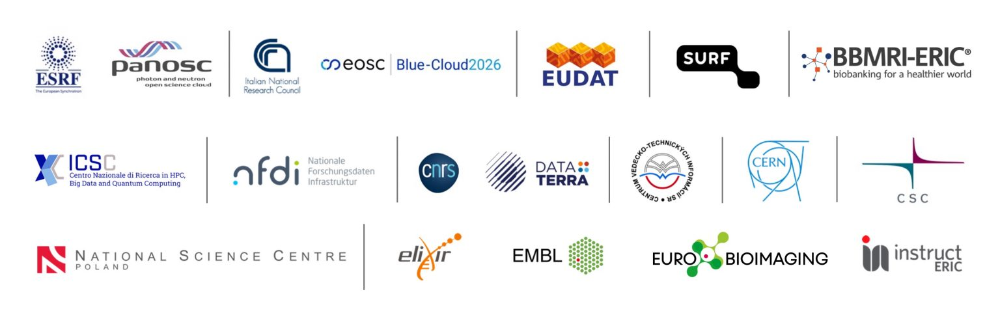 ESRF
The European Synchrotron
panosc
photon and neutron
open science cloud
Italian National
Research Council
eosc
Blue-Cloud2026
EUDAT
SURF
BBMRI-ERIC®
biobanking for a healthier world
ICSC
Centro Nazionale di Ricerca in HPC,
Big Data and Quantum Computing
nfdi
Nationale
Forschungsdaten
Infrastruktur
cnrs
DATA
TERRA
CENTRUM VEDECKO-TECHNICKÝCH INFORMÁCIÍ SR •
CERN
CSC
NATIONAL SCIENCE CENTRE
POLAND
elixir
EMBL
EURO BIOIMAGING
instruct
ERIC